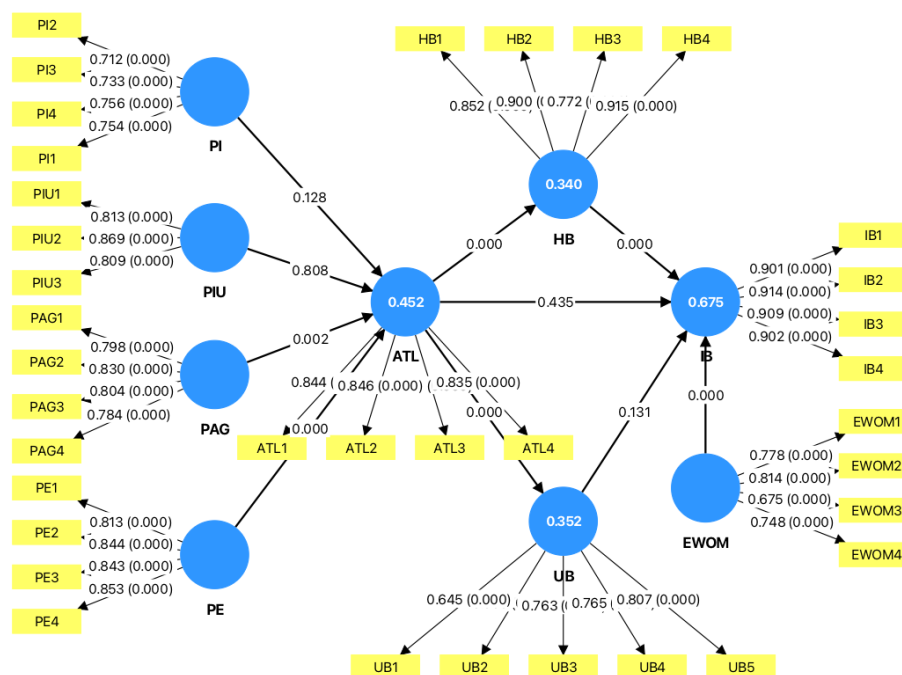 PI2
PI3
PI4
PI1
0.712 (0.000)
0.733 (0.000)
0.756 (0.000)
0.754 (0.000)
PI
HB1
HB2
HB3
HB4
0.852
0.900
0.772
0.915 (0.000)
0.340
HB
0.128
PIU1
PIU2
PIU3
0.813 (0.000)
0.869 (0.000)
0.809 (0.000)
PIU
0.808
0.000
0.000
0.452
ATL
0.435
0.675
IB
IB1
IB2
IB3
IB4
0.901 (0.000)
0.914 (0.000)
0.909 (0.000)
0.902 (0.000)
PAG1
PAG2
PAG3
PAG4
0.798 (0.000)
0.830 (0.000)
0.804 (0.000)
0.784 (0.000)
PAG
0.002
0.844
0.846 (0.000)
0.835 (0.000)
0.000
0.000
ATL1
ATL2
ATL3
ATL4
0.131
0.000
PE1
PE2
PE3
PE4
0.813 (0.000)
0.844 (0.000)
0.843 (0.000)
0.853 (0.000)
PE
0.352
UB
EWOM
EWOM1
EWOM2
EWOM3
EWOM4
0.778 (0.000)
0.814 (0.000)
0.675 (0.000)
0.748 (0.000)
0.645 (0.000)
0.763
0.765
0.807 (0.000)
UB1
UB2
UB3
UB4
UB5